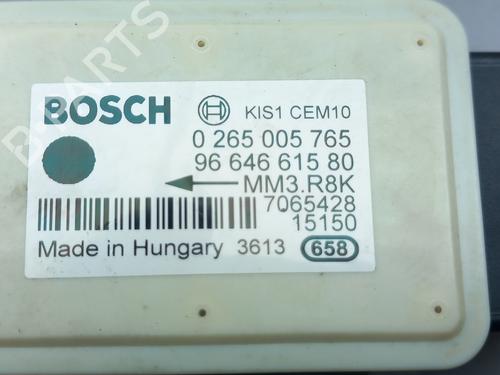 B-PARTS
BOSCH KIS1 CEM10
0 265 005 765
96 646 615 80
MM3.R8K
7065428
15150
Made in Hungary 3613 658